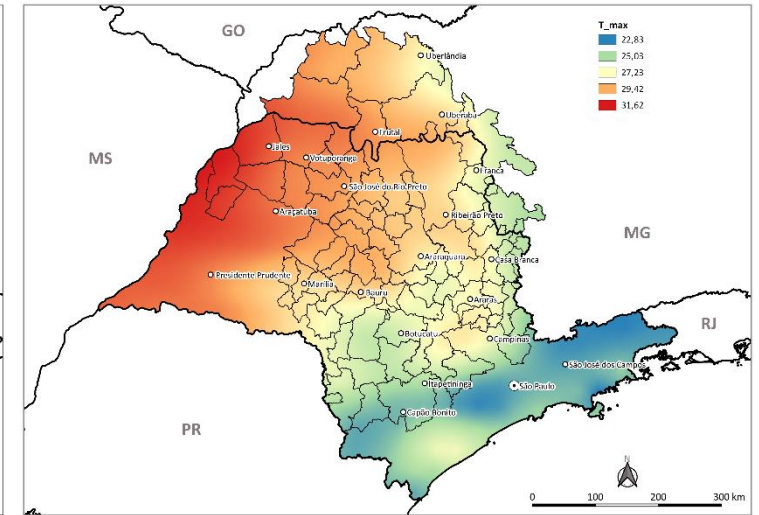 GO
T_max
22,83
25,03
27,23
29,42
31,62
Uberlândia
Uberaba
Frutal
Jales
Votuporanga
MS
Franca
São José do Rio Preto
Araçatuba
Ribeirão Preto
MG
Araraquara
Casa Branca
Presidente Prudente
Marília
Bauru
Araras
RJ
Botucatu
Campinas
São José dos Campos
Itapetininga
São Paulo
Capão Bonito
PR
N
0 100 200 300 km